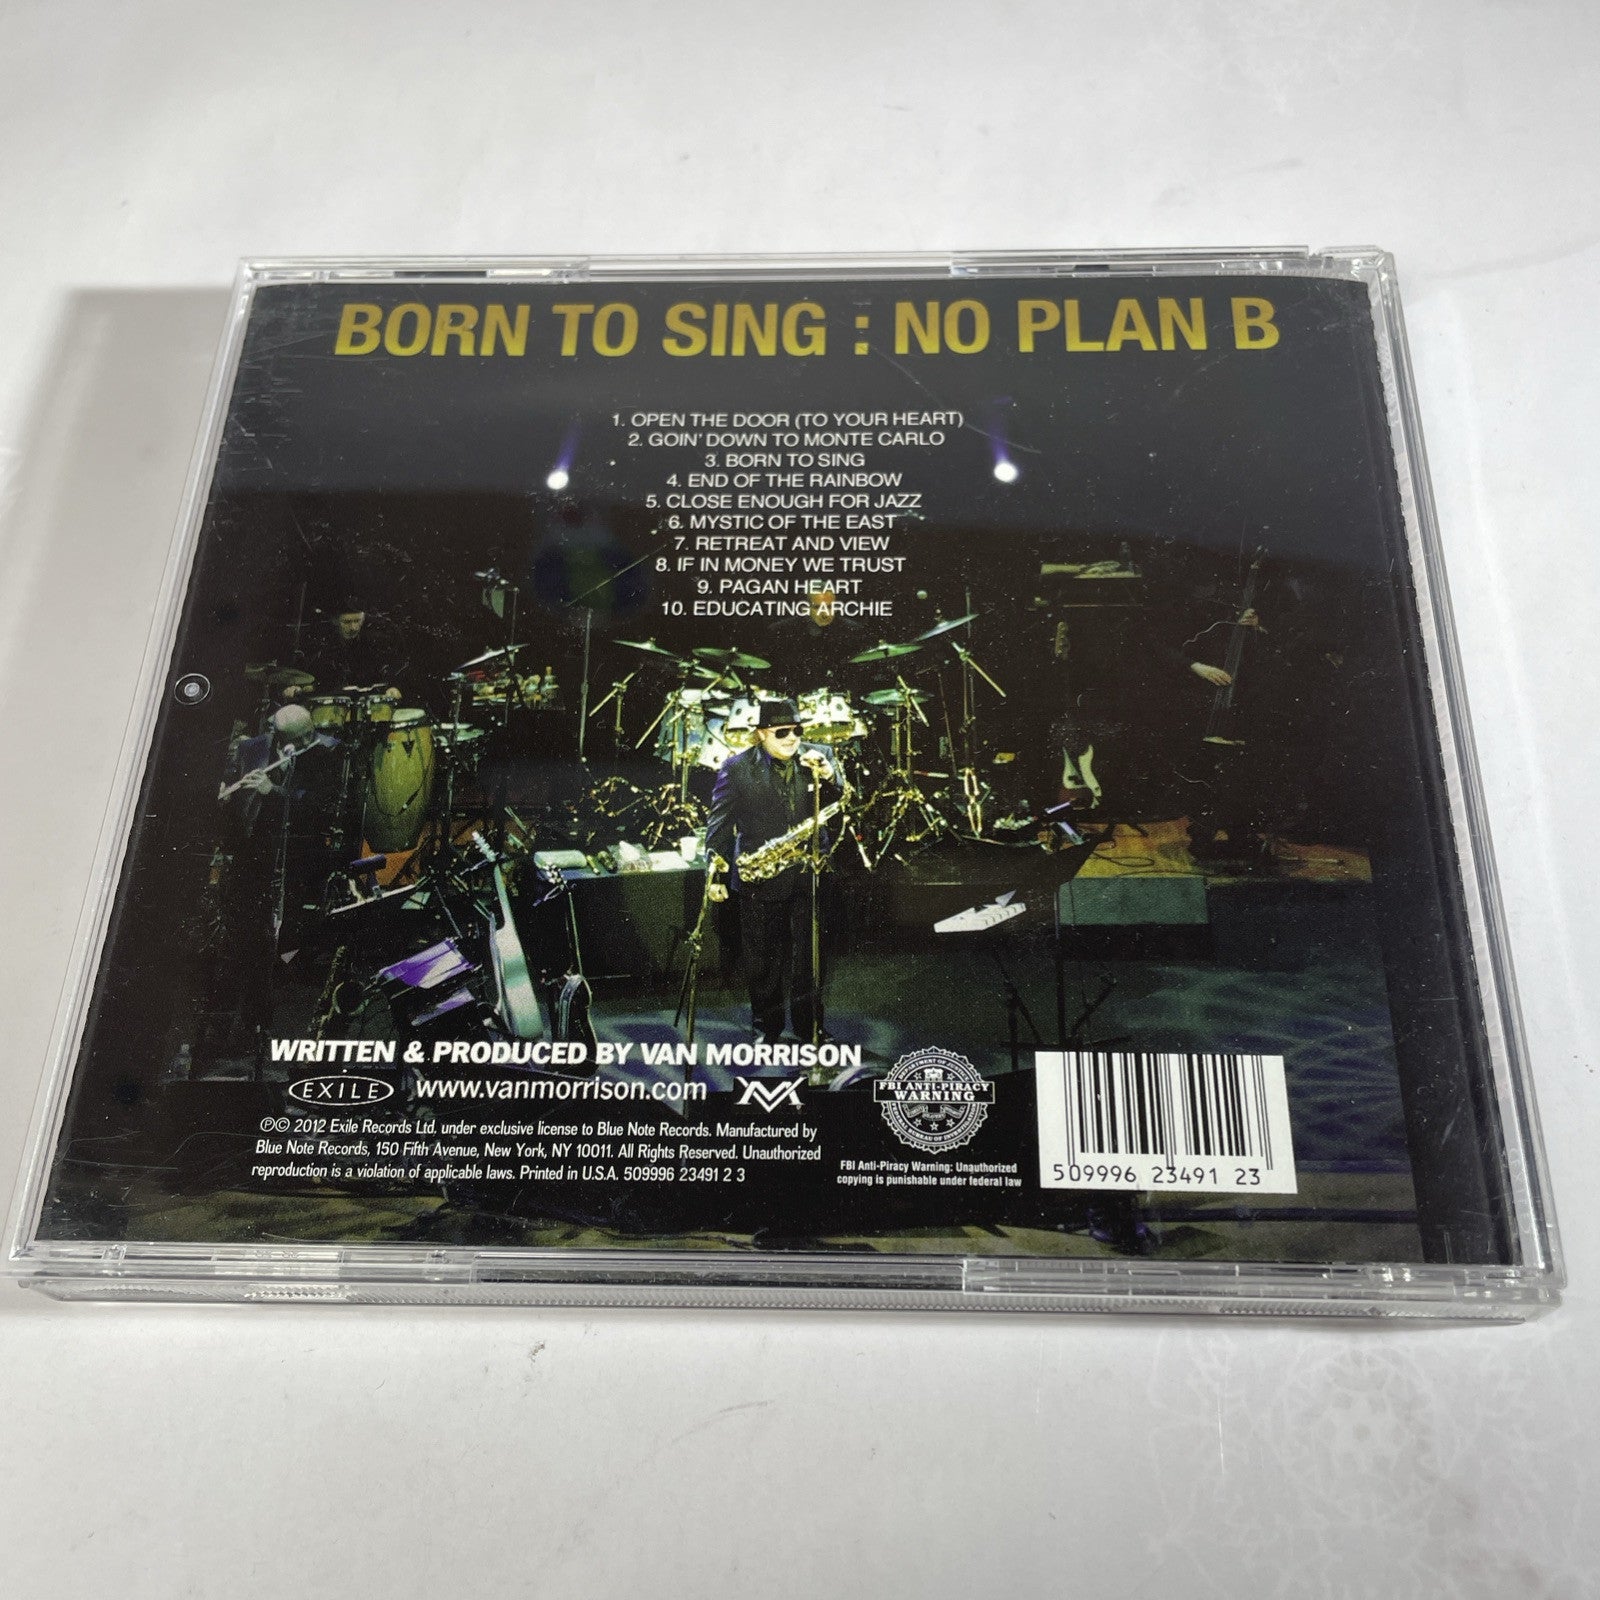 BORN TO SING : NO PLAN B
1. OPEN THE DOOR (TO YOUR HEART)
2. GOIN' DOWN TO MONTE CARLO
3. BORN TO SING
4. END OF THE RAINBOW
5. CLOSE ENOUGH FOR JAZZ
6. MYSTIC OF THE EAST
7. RETREAT AND VIEW
8. IF IN MONEY WE TRUST
9. PAGAN HEART
10. EDUCATING ARCHIE
WRITTEN & PRODUCED BY VAN MORRISON
EXILE www.vanmorrison.com VM
℗© 2012 Exile Records Ltd. under exclusive license to Blue Note Records. Manufactured by
Blue Note Records, 150 Fifth Avenue, New York, NY 10011. All Rights Reserved. Unauthorized
reproduction is a violation of applicable laws. Printed in U.S.A. 509996 23491 2 3
FBI ANTI-PIRACY
WARNING
FBI Anti-Piracy Warning: Unauthorized
copying is punishable under federal law
5 09996 23491 23